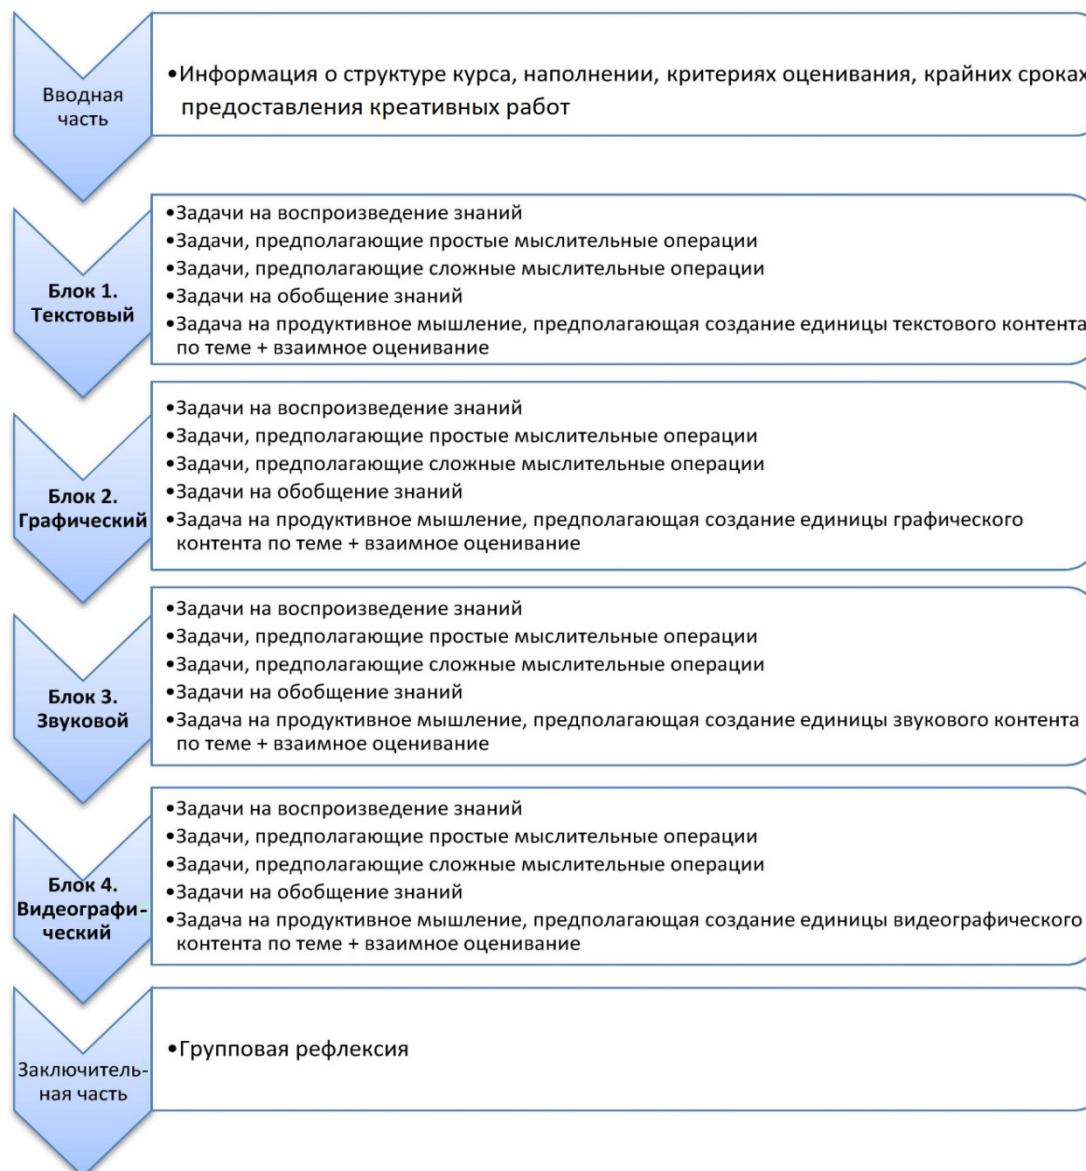 Вводная
часть
•Информация о структуре курса, наполнении, критериях оценивания, крайних сроках
предоставления креативных работ
Блок 1.
Текстовый
•Задачи на воспроизведение знаний
•Задачи, предполагающие простые мыслительные операции
•Задачи, предполагающие сложные мыслительные операции
•Задачи на обобщение знаний
•Задача на продуктивное мышление, предполагающая создание единицы текстового контента
по теме + взаимное оценивание
Блок 2.
Графический
•Задачи на воспроизведение знаний
•Задачи, предполагающие простые мыслительные операции
•Задачи, предполагающие сложные мыслительные операции
•Задачи на обобщение знаний
•Задача на продуктивное мышление, предполагающая создание единицы графического
контента по теме + взаимное оценивание
Блок 3.
Звуковой
•Задачи на воспроизведение знаний
•Задачи, предполагающие простые мыслительные операции
•Задачи, предполагающие сложные мыслительные операции
•Задачи на обобщение знаний
•Задача на продуктивное мышление, предполагающая создание единицы звукового контента
по теме + взаимное оценивание
Блок 4.
Видеографи-
ческий
•Задачи на воспроизведение знаний
•Задачи, предполагающие простые мыслительные операции
•Задачи, предполагающие сложные мыслительные операции
•Задачи на обобщение знаний
•Задача на продуктивное мышление, предполагающая создание единицы видеографического
контента по теме + взаимное оценивание
Заключитель-
ная часть
•Групповая рефлексия